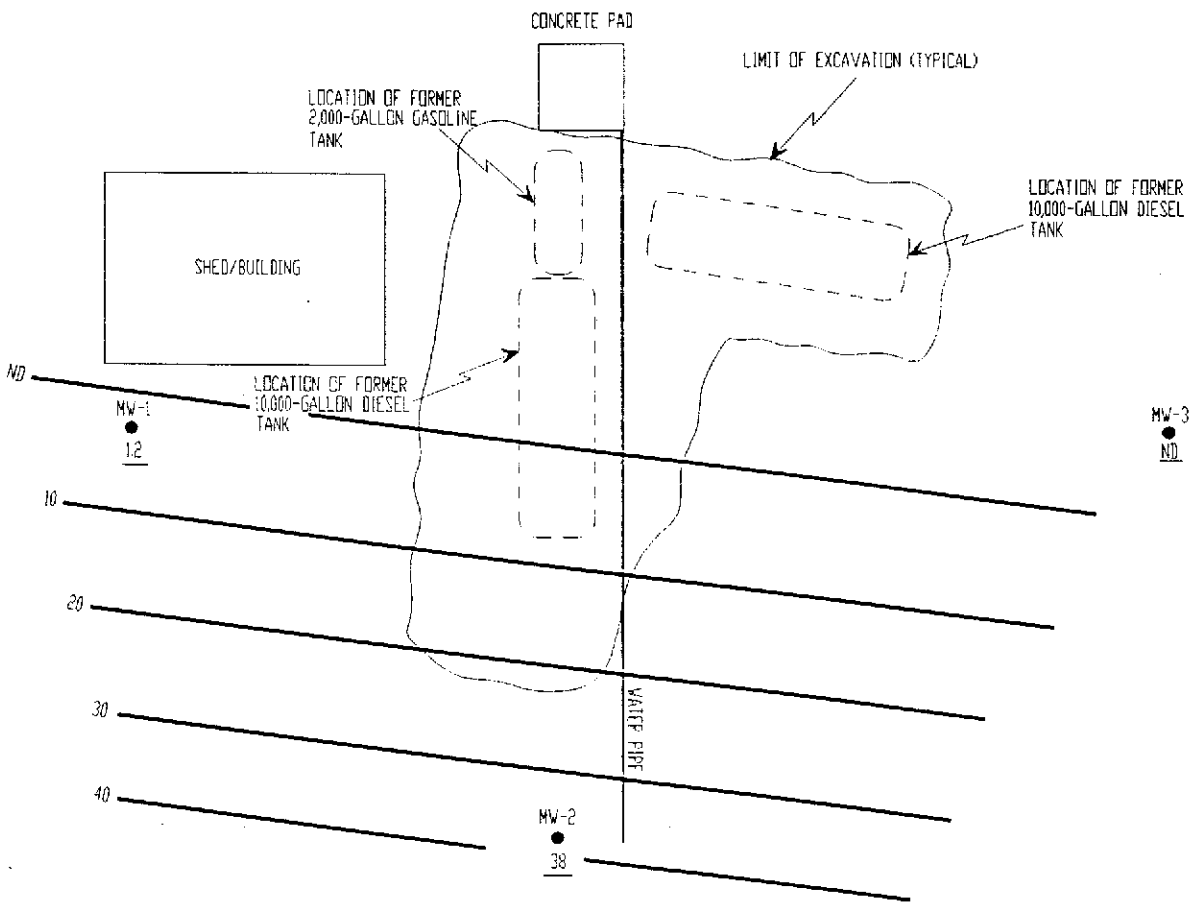 CONCRETE PAD
LIMIT OF EXCAVATION (TYPICAL)
LOCATION OF FORMER
2,000-GALLON GASOLINE
TANK
LOCATION OF FORMER
10,000-GALLON DIESEL
TANK
SHED/BUILDING
ND
LOCATION OF FORMER
10,000-GALLON DIESEL
TANK
MW-1
1.2
MW-3
ND
10
20
30
WATER PIPE
40
MW-2
38